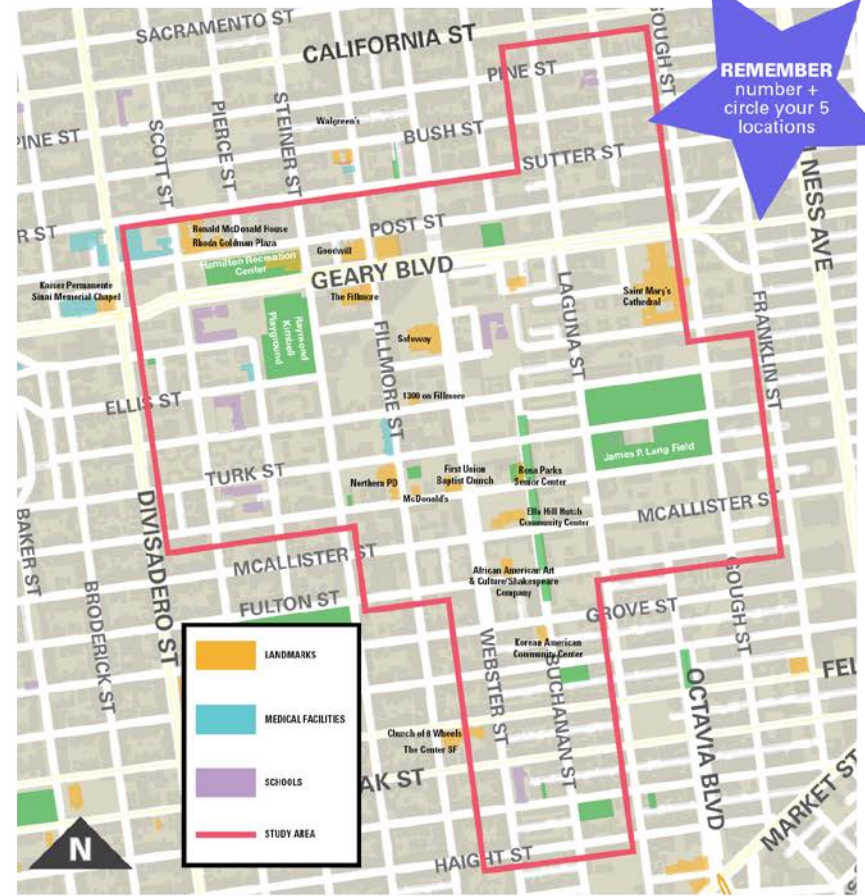 SACRAMENTO ST
CALIFORNIA ST
GOUGH ST
REMEMBER
number +
circle your 5
locations
PINE ST
STEINER ST
PIERCE ST
SCOTT ST
Walgreen's
BUSH ST
PINE ST
SUTTER ST
NESS AVE
R ST
Ronald McDonald House
Rhoda Goldman Plaza
POST ST
Goodwill
Hamilton Recreation
Center
GEARY BLVD
Kaiser Permanente
Sinai Memorial Chapel
The Fillmore
Saint Mary's
Cathedral
LAGUNA ST
FRANKLIN ST
Raymond
Kimbell
Playground
FILLMORE ST
Safeway
ELLIS ST
1300 on Fillmore
James P. Lang Field
TURK ST
Northern PD
First Union
Baptist Church
Rosa Parks
Senior Center
McDonald's
Ella Hill Hutch
Community Center
MCALLISTER ST
BAKER ST
DIVISADERO ST
MCALLISTER ST
African American Art
& Culture/Shakespeare
Company
GOUGH ST
BRODERICK ST
FULTON ST
GROVE ST
WEBSTER ST
Korean American
Community Center
BUCHANAN ST
OCTAVIA BLVD
FEL
LANDMARKS
MEDICAL FACILITIES
SCHOOLS
STUDY AREA
Church of 8 Wheels
The Center SF
AK ST
MARKET ST
HAIGHT ST
N